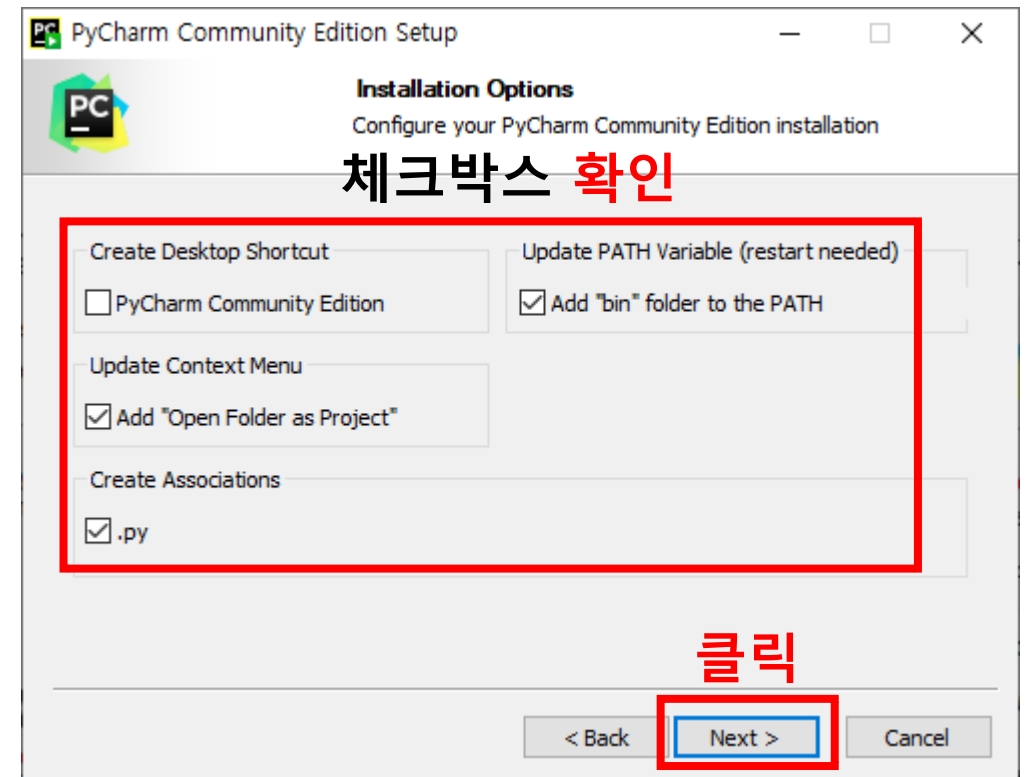 PyCharm Community Edition Setup
PC
Installation Options
Configure your PyCharm Community Edition installation
체크박스 확인
Create Desktop Shortcut
PyCharm Community Edition
Update PATH Variable (restart needed)
Add "bin" folder to the PATH
Update Context Menu
Add "Open Folder as Project"
Create Associations
.py
클릭
< Back
Next >
Cancel